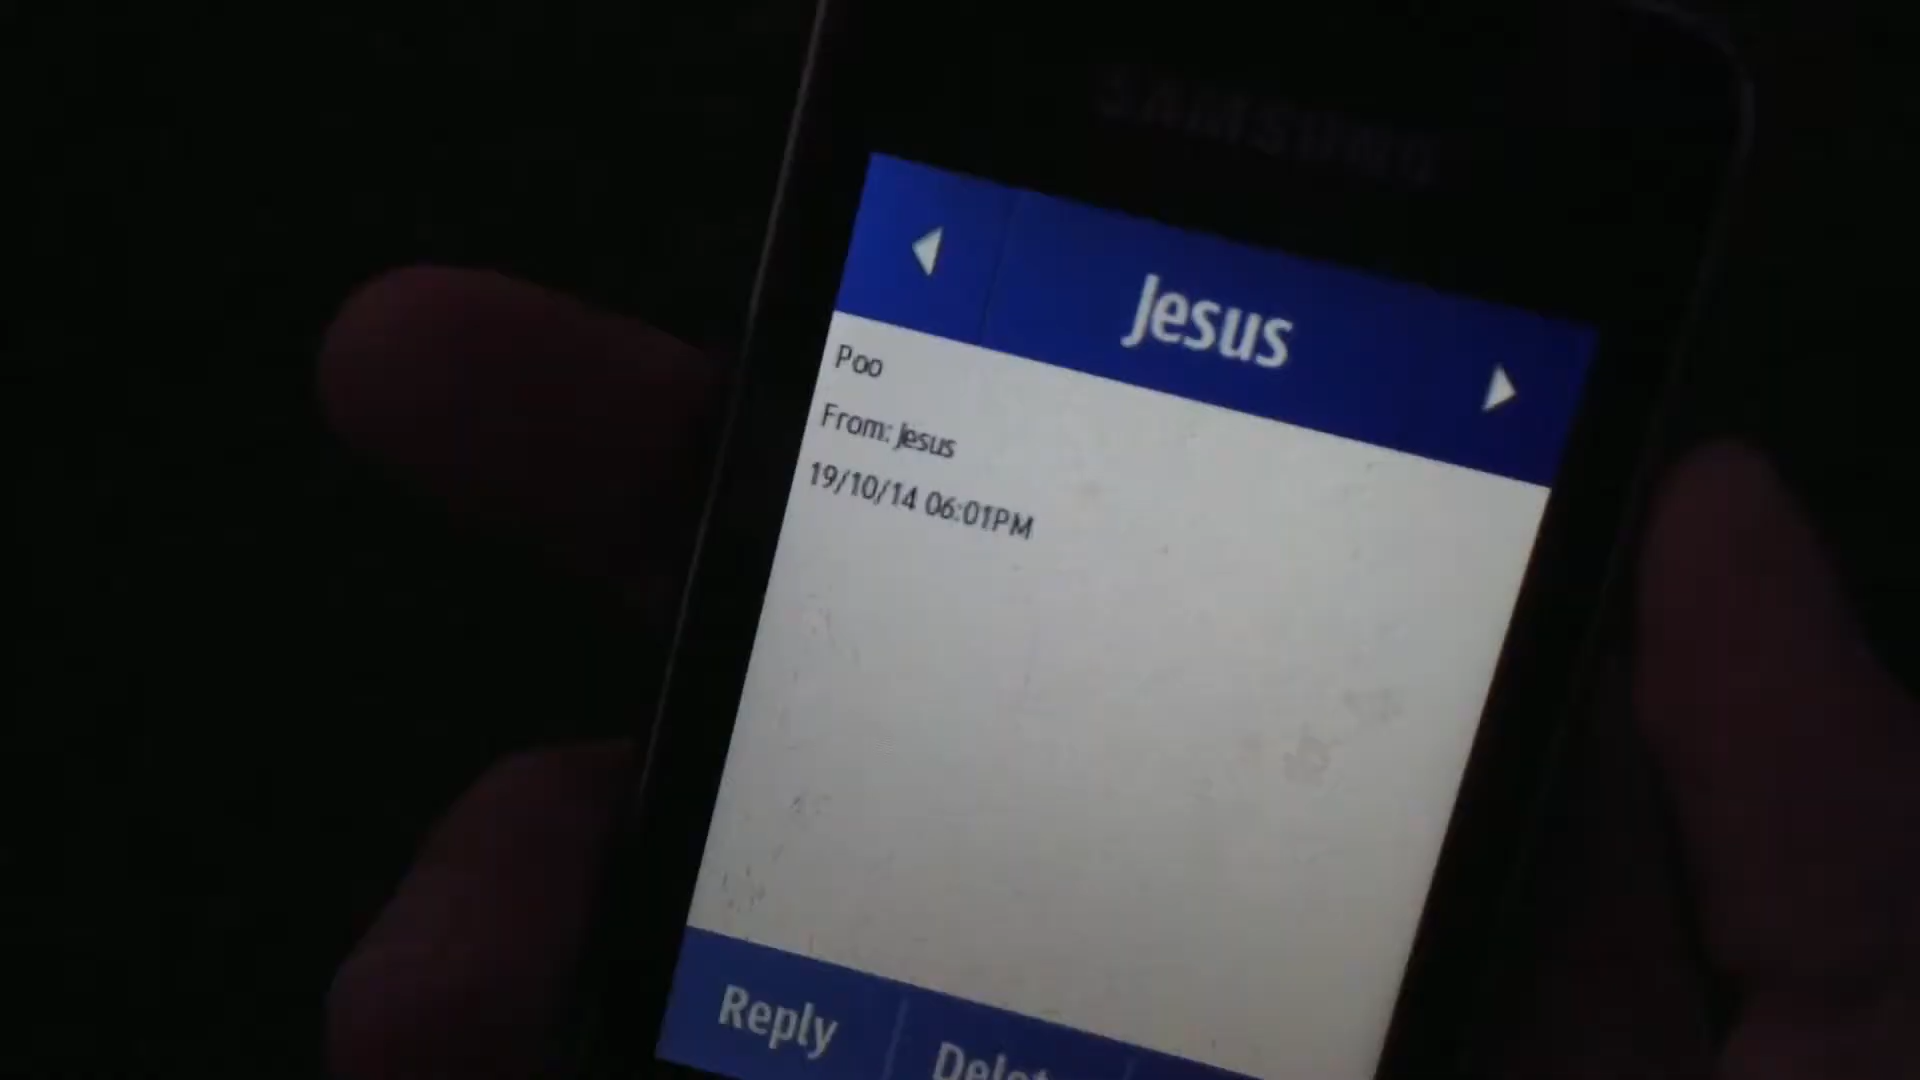 SAMSUNG
Jesus
Poo
From: Jesus
19/10/14 06:01PM
Reply